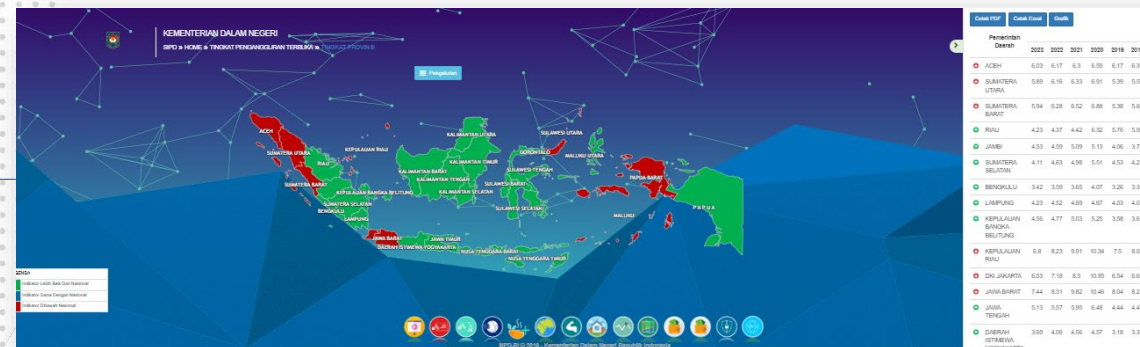 KEMENTERIAN DALAM NEGERI
SIPD » HOME » TINGKAT PENGANGGURAN TERBUKA » TINGKAT PROVINSI
Pengaturan
ACEH
SUMATERA UTARA
RIAU
KEPULAUAN RIAU
SUMATERA BARAT
KEPULAUAN BANGKA BELITUNG
SUMATERA SELATAN
BENGKULU
LAMPUNG
KALIMANTAN UTARA
KALIMANTAN TIMUR
KALIMANTAN BARAT
KALIMANTAN TENGAH
KALIMANTAN SELATAN
SULAWESI UTARA
GORONTALO
MALUKU UTARA
SULAWESI TENGAH
SULAWESI BARAT
SULAWESI SELATAN
PAPUA BARAT
PAPUA
MALUKU
JAWA BARAT
JAWA TIMUR
DAERAH ISTIMEWA YOGYAKARTA
NUSA TENGGARA BARAT
NUSA TENGGARA TIMUR
Indikator Lebih Baik Dari Nasional
Indikator Sama Dengan Nasional
Indikator Dibawah Nasional
SIPD-RI © 2019 - Kementerian Dalam Negeri Republik Indonesia
Cetak PDF Cetak Excel Grafik
Pemerintah
Daerah 2023 2022 2021 2020 2019
ACEH 6.03 6.17 6.3 6.59 6.17
SUMATERA 5.89 6.16 6.33 6.91 5.39
UTARA
SUMATERA 5.94 6.28 6.52 6.88 5.38
BARAT
RIAU 4.23 4.37 4.42 6.32 5.76
JAMBI 4.53 4.59 5.09 5.13 4.06
SUMATERA 4.11 4.63 4.98 5.51 4.53
SELATAN
BENGKULU 3.42 3.59 3.65 4.07 3.26
LAMPUNG 4.23 4.52 4.69 4.67 4.03
KEPULAUAN 4.56 4.77 5.03 5.25 3.58
BANGKA
BELITUNG
KEPULAUAN 6.8 8.23 9.91 10.34 7.5
RIAU
DKI JAKARTA 6.53 7.18 8.5 10.95 6.54
JAWA BARAT 7.44 8.31 9.82 10.46 8.04
JAWA 5.13 5.57 5.95 6.48 4.44
TENGAH
DAERAH 3.69 4.06 4.56 4.57 3.18
ISTIMEWA